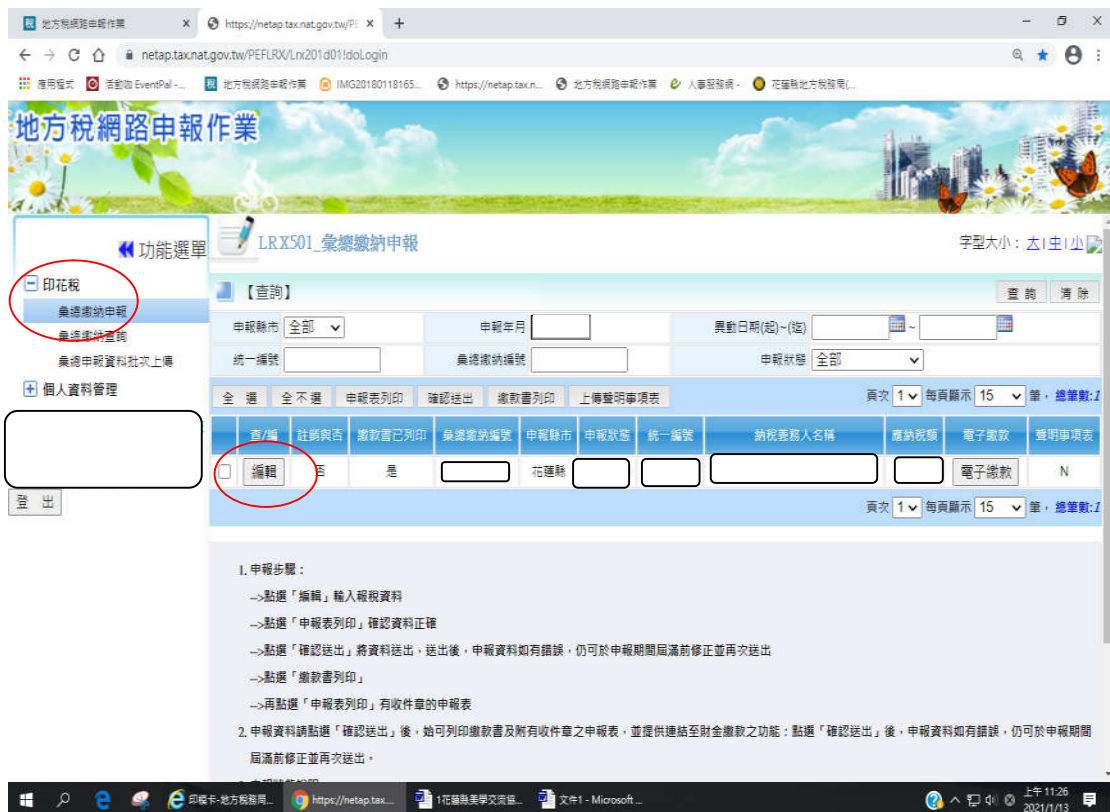 地方稅網路申報作業
https://netap.tax.nat.gov.tw/PE
netap.tax.nat.gov.tw/PEFLRX/Lrx201d01!doLogin
應用程式
活動咖 EventPal -...
地方稅網路申報作業
IMG20180118165...
https://netap.tax.n...
地方稅網路申報作業
人事服務網 -
花蓮縣地方稅務局(...
地方稅網路申報作業
功能選單
LRX501_彙總繳納申報
字型大小：大|中|小
印花稅
彙總繳納申報
彙總繳納查詢
彙總申報資料批次上傳
個人資料管理
登 出
【查詢】
查 詢 清 除
申報縣市 全部 申報年月 異動日期(起)~(迄) ~
統一編號 彙總繳納編號 申報狀態 全部
全 選 全不選 申報表列印 確認送出 繳款書列印 上傳聲明事項表 頁次 1 每頁顯示 15 筆，總筆數:1
查/編 註銷與否 繳款書已列印 彙總繳納編號 申報縣市 申報狀態 統一編號 納稅義務人名稱 應納稅額 電子繳款 聲明事項表
編輯 否 是 花蓮縣 電子繳款 N
頁次 1 每頁顯示 15 筆，總筆數:1
1. 申報步驟：
-->點選「編輯」輸入報稅資料
-->點選「申報表列印」確認資料正確
-->點選「確認送出」將資料送出，送出後，申報資料如有錯誤，仍可於申報期間屆滿前修正並再次送出
-->點選「繳款書列印」
-->再點選「申報表列印」有收件章的申報表
2. 申報資料請點選「確認送出」後，始可列印繳款書及附有收件章之申報表，並提供連結至財金繳款之功能；點選「確認送出」後，申報資料如有錯誤，仍可於申報期間
屆滿前修正並再次送出。
印花卡-地方稅務局...
https://netap.tax...
1花蓮縣美學交流協...
文件1 - Microsoft ...
上午 11:26
2021/1/13